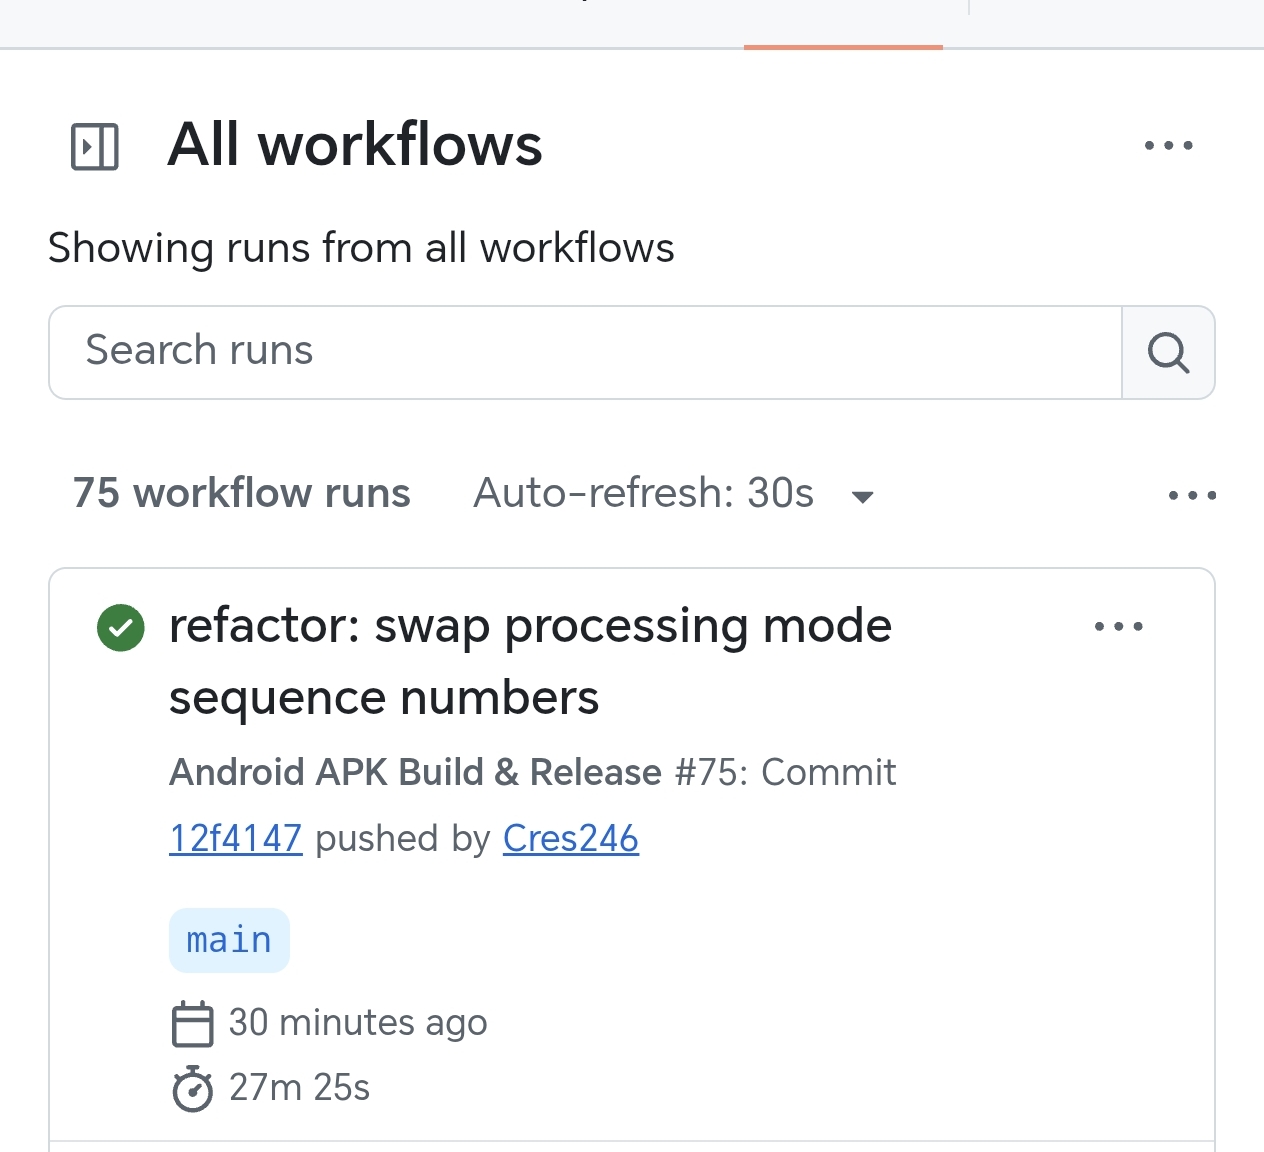 All workflows
Showing runs from all workflows
Search runs
75 workflow runs Auto-refresh: 30s
refactor: swap processing mode
sequence numbers
Android APK Build & Release #75: Commit
12f4147 pushed by Cres246
main
30 minutes ago
27m 25s